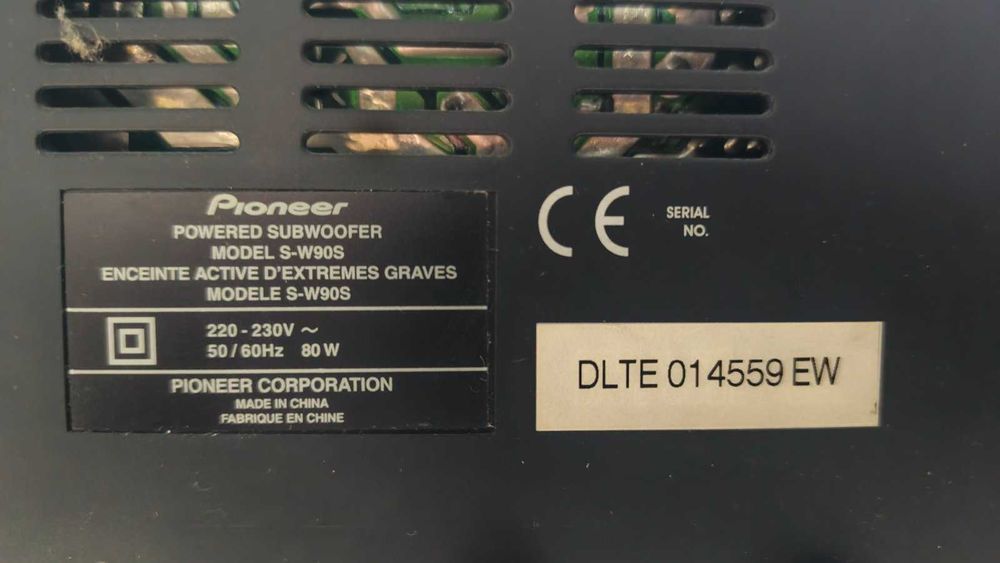 Pioneer
POWERED SUBWOOFER
MODEL S-W90S
ENCEINTE ACTIVE D'EXTREMES GRAVES
MODELE S-W90S
220 - 230V ~
50 / 60Hz 80 W
PIONEER CORPORATION
MADE IN CHINA
FABRIQUE EN CHINE
CE
SERIAL
NO.
DLTE 014559 EW